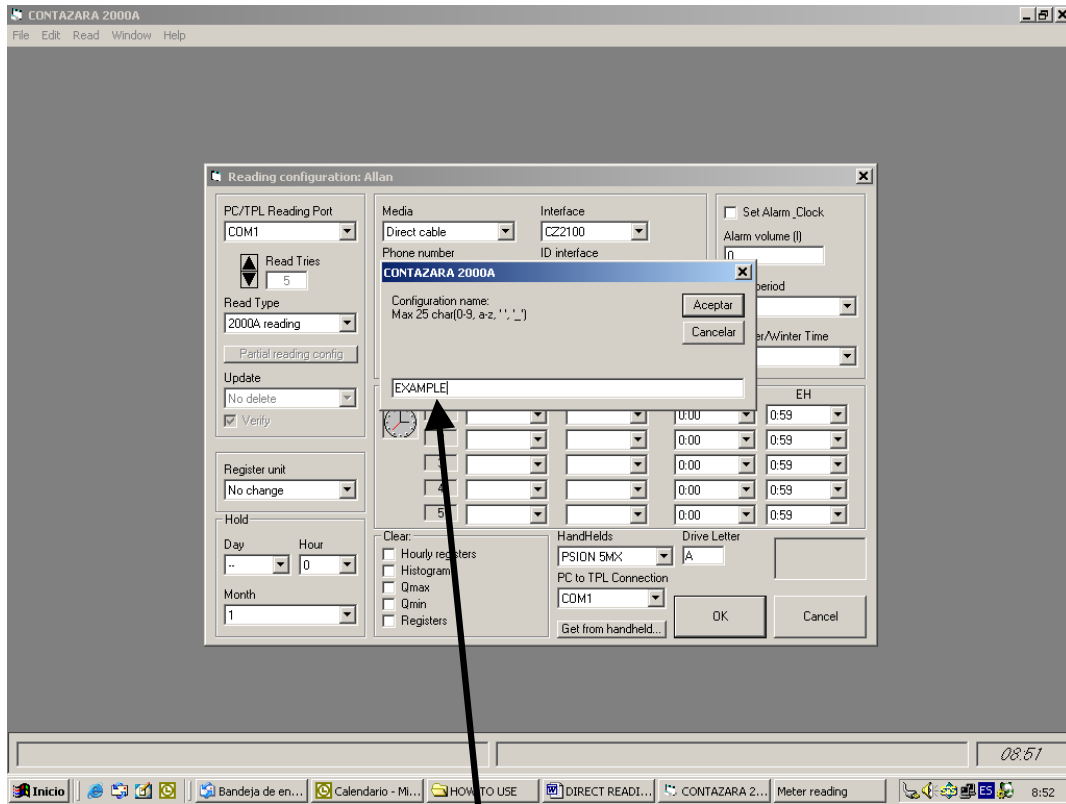 CONTAZARA 2000A
File Edit Read Window Help
Reading configuration: Allan
PC/TPL Reading Port
COM1
Read Tries
5
Read Type
2000A reading
Partial reading config
Update
No delete
Verify
Register unit
No change
Hold
Day Hour
-- 0
Month
1
Media Interface
Direct cable CZ2100
Phone number ID interface
Set Alarm_Clock
Alarm volume (l)
0
period
er/Winter Time
CONTAZARA 2000A
Configuration name:
Max 25 char(0-9, a-z, ' ', '_')
Aceptar
Cancelar
EXAMPLE
EH
0:00 0:59
0:00 0:59
3 0:00 0:59
4 0:00 0:59
5 0:00 0:59
Clear:
Hourly registers
Histogram
Qmax
Qmin
Registers
HandHelds Drive Letter
PSION 5MX A
PC to TPL Connection
COM1
Get from handheld...
OK Cancel
08:51
Inicio Bandeja de en... Calendario - Mi... HOW TO USE DIRECT READI... CONTAZARA 2... Meter reading ES 8:52